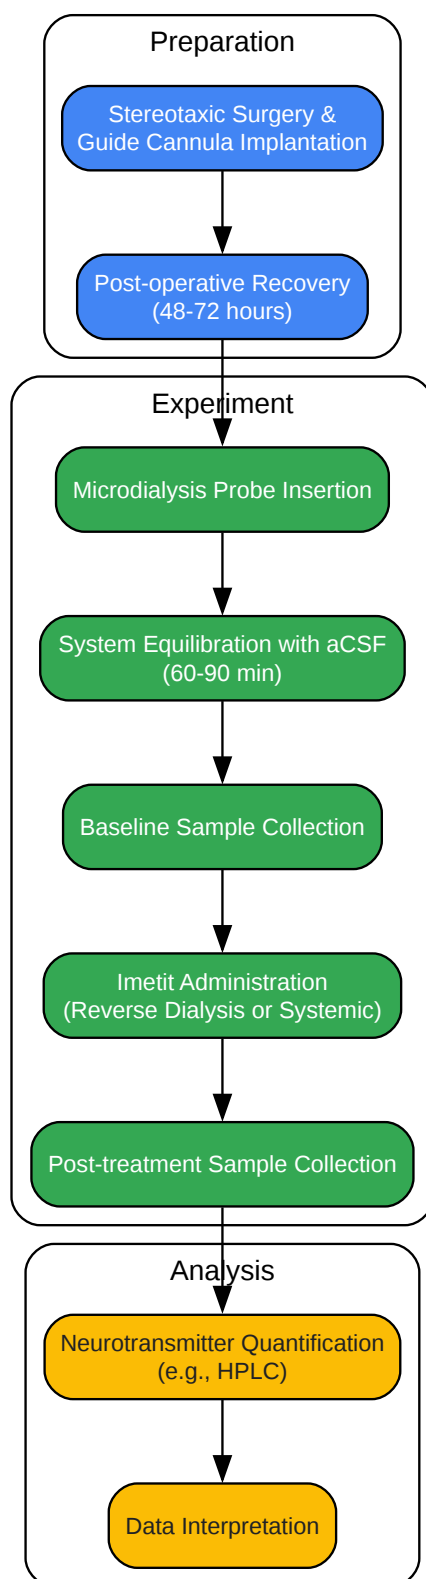 Preparation
Stereotaxic Surgery &
Guide Cannula Implantation
Post-operative Recovery
(48-72 hours)
Experiment
Microdialysis Probe Insertion
System Equilibration with aCSF
(60-90 min)
Baseline Sample Collection
Imetit Administration
(Reverse Dialysis or Systemic)
Post-treatment Sample Collection
Analysis
Neurotransmitter Quantification
(e.g., HPLC)
Data Interpretation